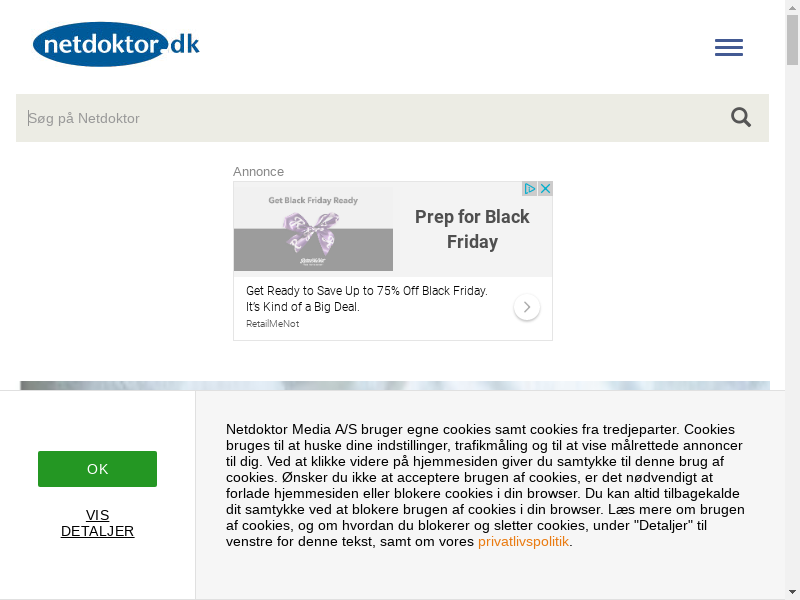 netdoktor.dk
Søg på Netdoktor
Annonce
Get Black Friday Ready
RetailMeNot
Prep for Black
Friday
Get Ready to Save Up to 75% Off Black Friday.
It's Kind of a Big Deal.
RetailMeNot
OK
VIS
DETALJER
Netdoktor Media A/S bruger egne cookies samt cookies fra tredjeparter. Cookies
bruges til at huske dine indstillinger, trafikmåling og til at vise målrettede annoncer
til dig. Ved at klikke videre på hjemmesiden giver du samtykke til denne brug af
cookies. Ønsker du ikke at acceptere brugen af cookies, er det nødvendigt at
forlade hjemmesiden eller blokere cookies i din browser. Du kan altid tilbagekalde
dit samtykke ved at blokere brugen af cookies i din browser. Læs mere om brugen
af cookies, og om hvordan du blokerer og sletter cookies, under "Detaljer" til
venstre for denne tekst, samt om vores privatlivspolitik.